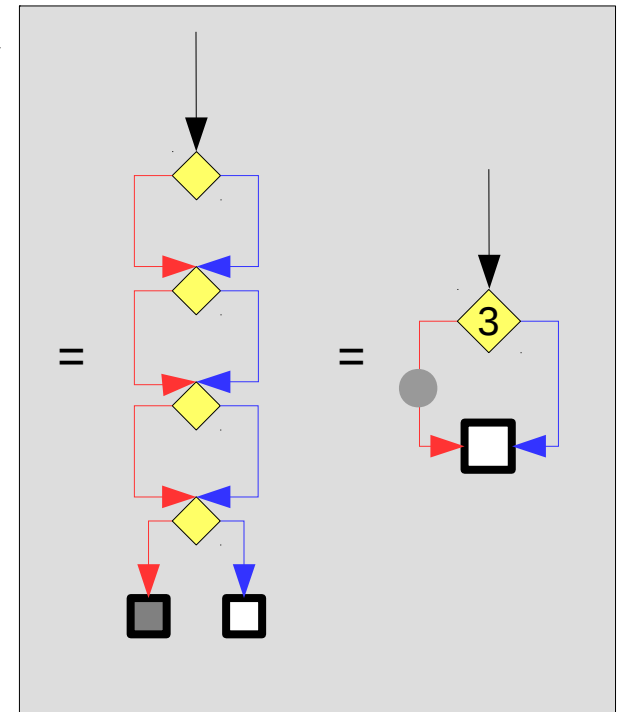 = =
3